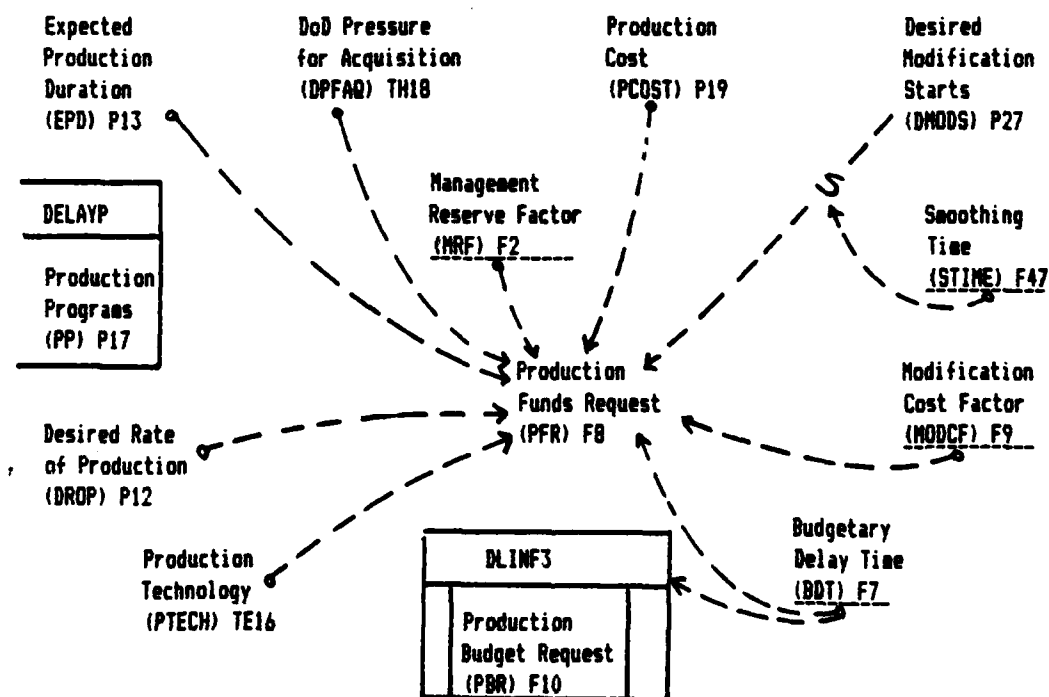 Expected
Production
Duration
(EPD) P13
DoD Pressure
for Acquisition
(DPFAQ) TH18
Production
Cost
(PCOST) P19
Desired
Modification
Starts
(DMODS) P27
DELAYP
Production
Programs
(PP) P17
Management
Reserve Factor
(MRF) F2
S
Smoothing
Time
(STIME) F47
Production
Funds Request
(PFR) F8
Modification
Cost Factor
(MODCF) F9
Desired Rate
of Production
(DROP) P12
Production
Technology
(PTECH) TE16
DLINF3
Production
Budget Request
(PBR) F10
Budgetary
Delay Time
(BDT) F7